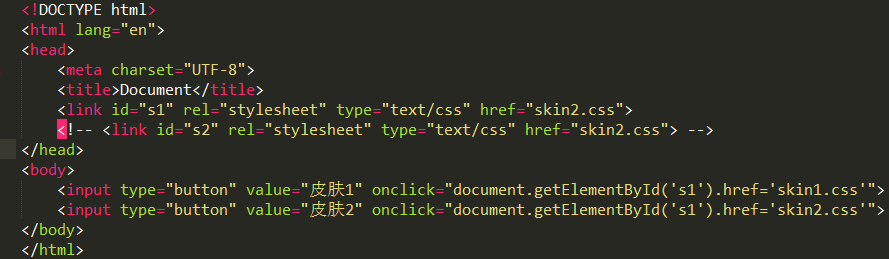 <!DOCTYPE html>
<html lang="en">
<head>
    <meta charset="UTF-8">
    <title>Document</title>
    <link id="s1" rel="stylesheet" type="text/css" href="skin2.css">
    <!-- <link id="s2" rel="stylesheet" type="text/css" href="skin2.css"> -->
</head>
<body>
    <input type="button" value="皮肤1" onclick="document.getElementById('s1').href='skin1.css'">
    <input type="button" value="皮肤2" onclick="document.getElementById('s1').href='skin2.css'">
</body>
</html>